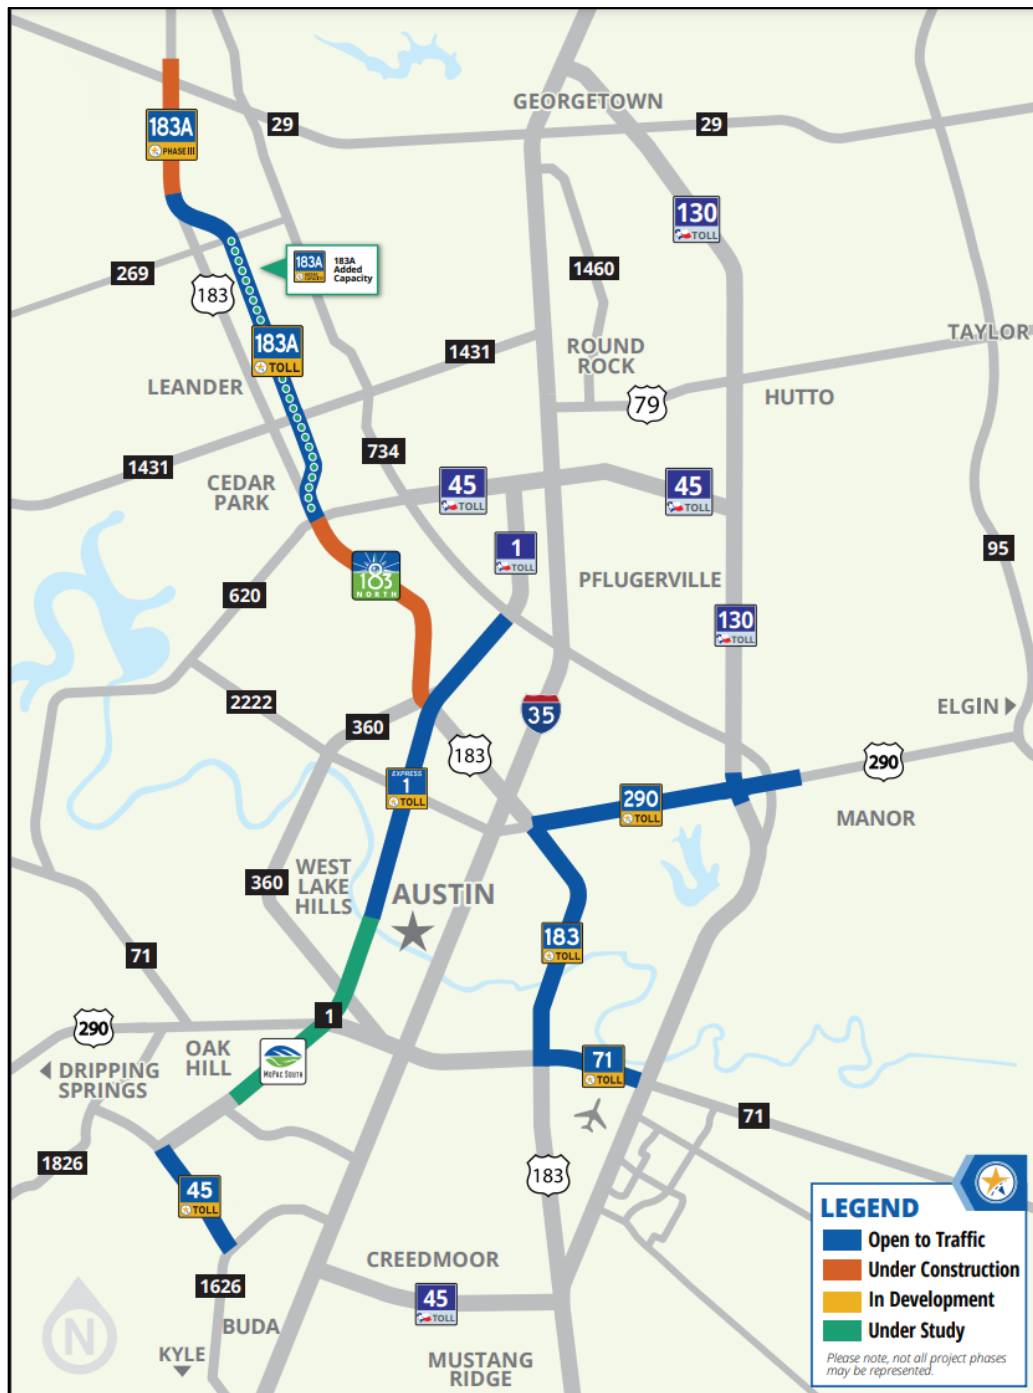 GEORGETOWN
183A
PHASE III
29
29
130
TOLL
183A
183A
Added
Capacity
269
1460
183
183A
TOLL
1431
ROUND
ROCK
TAYLOR
LEANDER
79
HUTTO
734
1431
CEDAR
PARK
45
TOLL
45
TOLL
1
TOLL
95
183
NORTH
PFLUGERVILLE
620
130
TOLL
2222
360
35
ELGIN
183
290
EXPRESS
1
TOLL
290
TOLL
MANOR
WEST
LAKE
HILLS
360
AUSTIN
183
TOLL
71
1
290
OAK
HILL
MoPac South
DRIPPING
SPRINGS
71
TOLL
71
1826
183
45
TOLL
CREEDMOOR
1626
45
TOLL
BUDA
KYLE
MUSTANG
RIDGE
N
LEGEND
Open to Traffic
Under Construction
In Development
Under Study
Please note, not all project phases
may be represented.